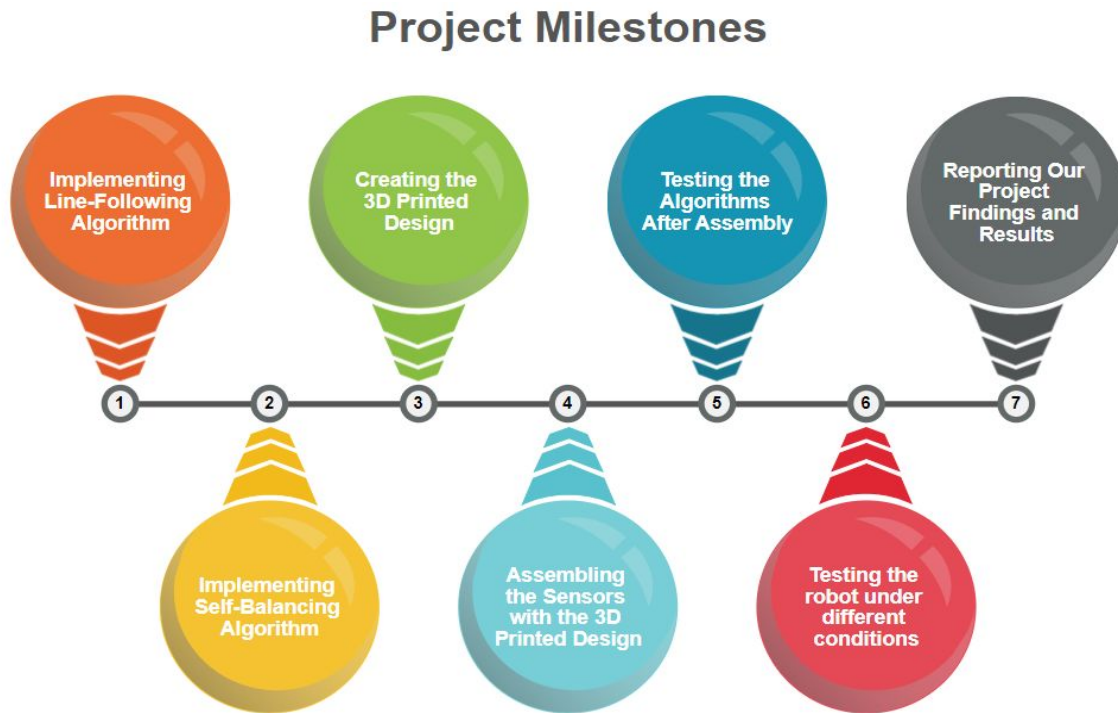 Project Milestones
Implementing
Line-Following
Algorithm
Creating the
3D Printed
Design
Testing the
Algorithms
After Assembly
Reporting Our
Project
Findings and
Results
1
2
3
4
5
6
7
Implementing
Self-Balancing
Algorithm
Assembling
the Sensors
with the 3D
Printed Design
Testing the
robot under
different
conditions